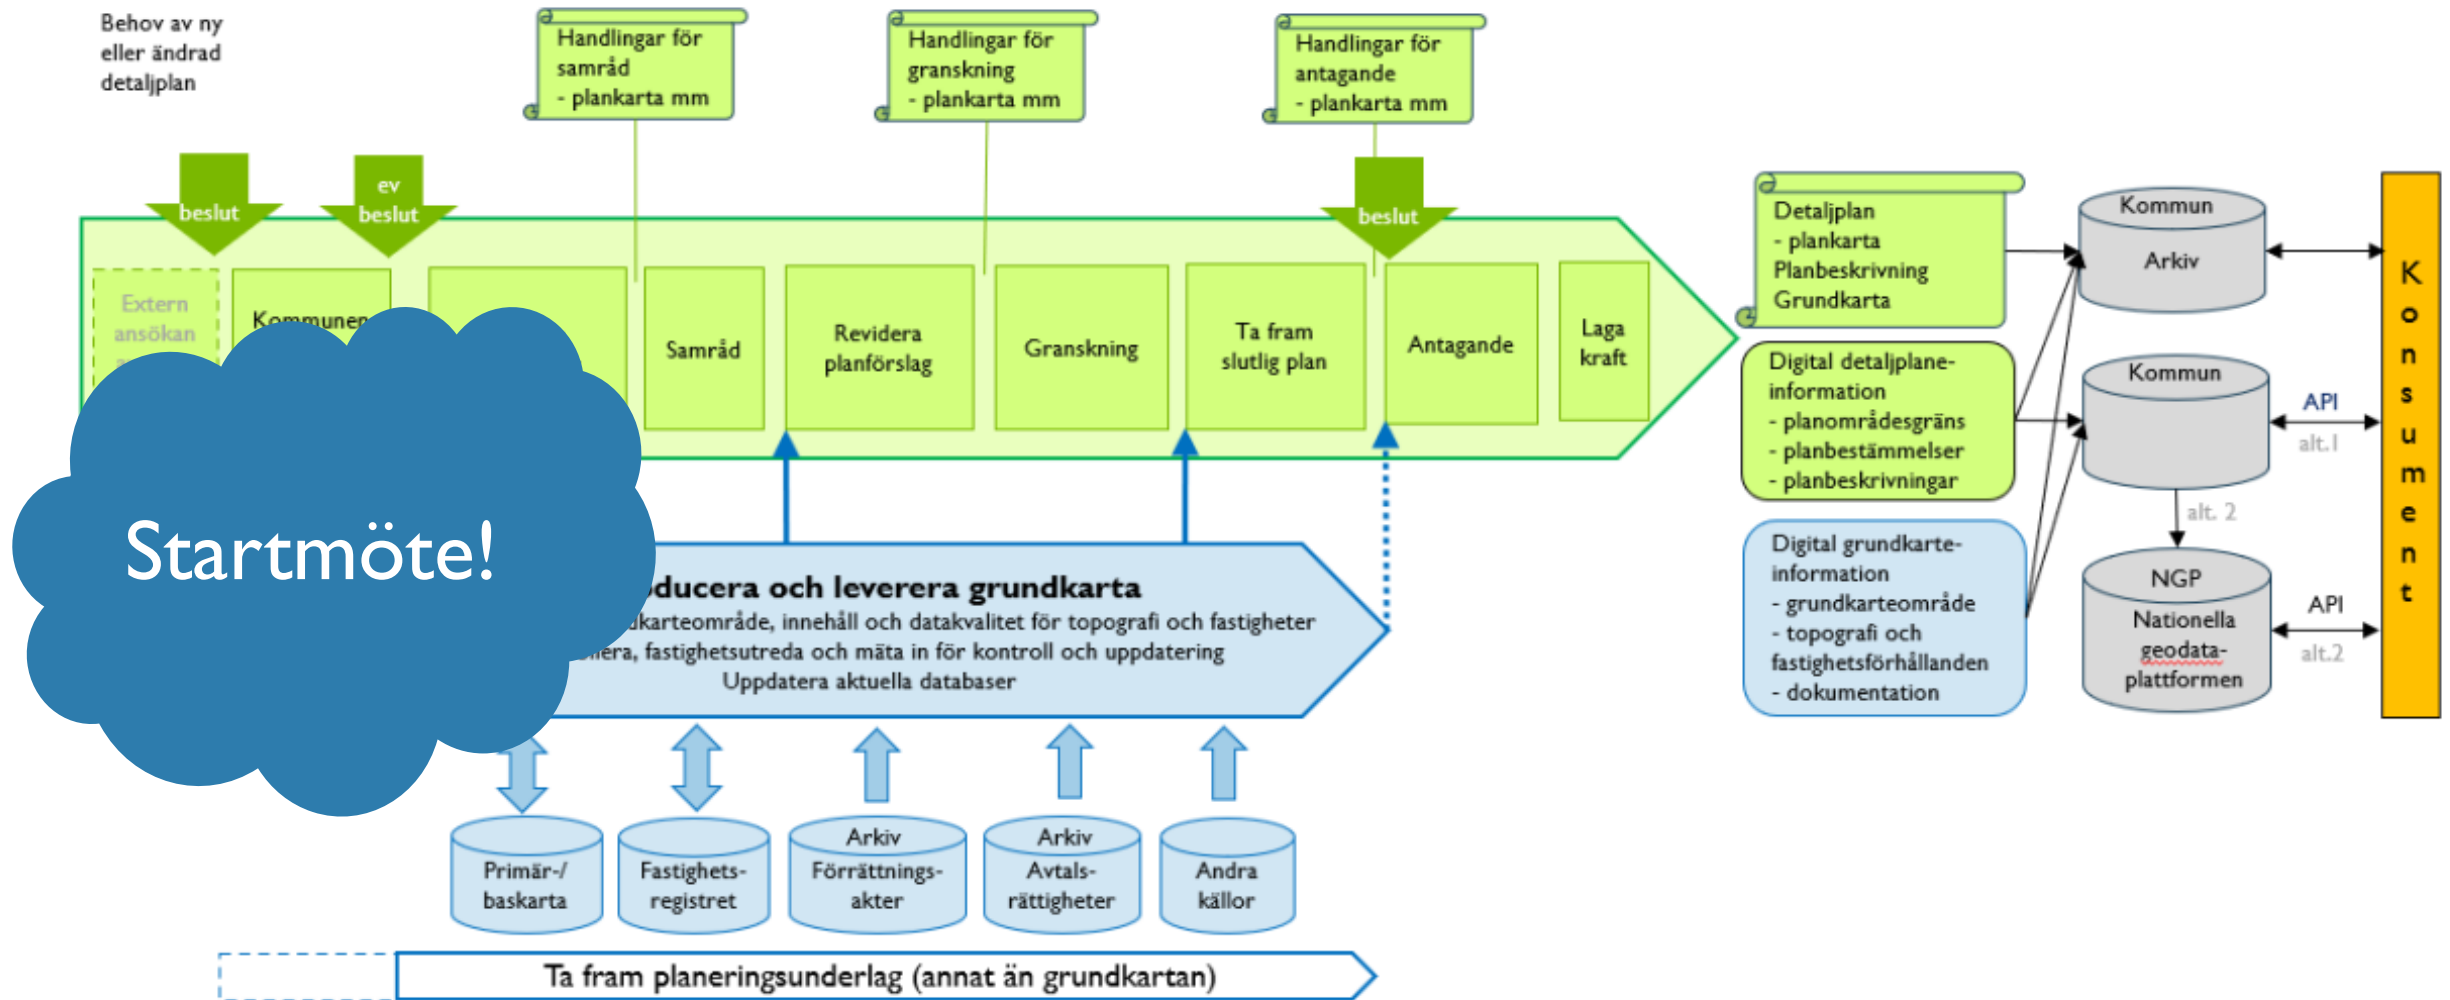 Behov av ny
eller ändrad
detaljplan
Handlingar för
samråd
- plankarta mm
Handlingar för
granskning
- plankarta mm
Handlingar för
antagande
- plankarta mm
beslut
ev
beslut
beslut
Extern
ansökan
Kommunen
Samråd
Revidera
planförslag
Granskning
Ta fram
slutlig plan
Antagande
Laga
kraft
Startmöte!
ducera och leverera grundkarta
karteområde, innehåll och datakvalitet för topografi och fastigheter
era, fastighetsutreda och mäta in för kontroll och uppdatering
Uppdatera aktuella databaser
Primär-/
baskarta
Fastighets-
registret
Arkiv
Förrättnings-
akter
Arkiv
Avtals-
rättigheter
Andra
källor
Ta fram planeringsunderlag (annat än grundkartan)
Detaljplan
- plankarta
Planbeskrivning
Grundkarta
Digital detaljplane-
information
- planområdesgräns
- planbestämmelser
- planbeskrivningar
Digital grundkarte-
information
- grundkarteområde
- topografi och
fastighetsförhållanden
- dokumentation
Kommun
Arkiv
Kommun
API
alt.1
alt. 2
NGP
Nationella
geodata-
plattformen
API
alt.2
K
o
n
s
u
m
e
n
t